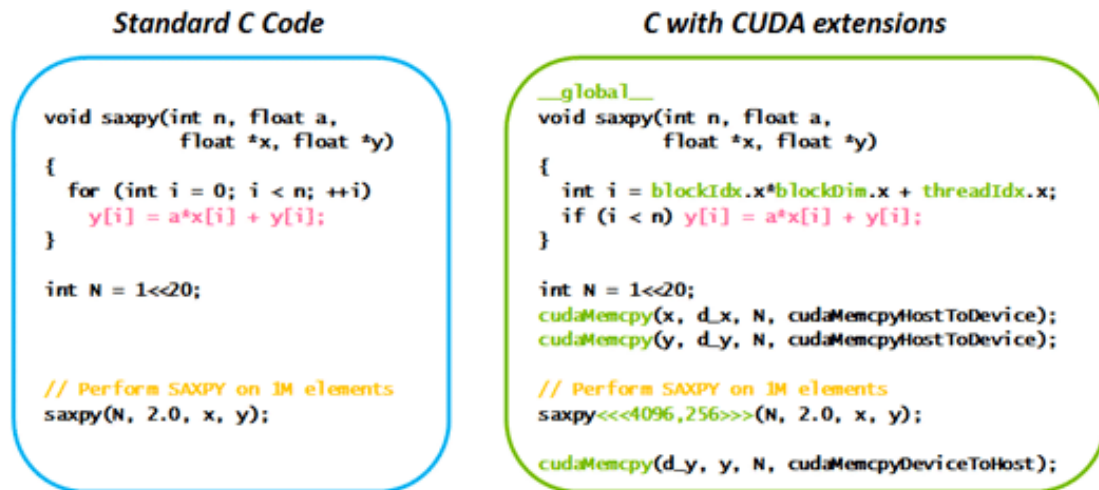 Standard C Code
void saxpy(int n, float a,
float *x, float *y)
{
for (int i = 0; i < n; ++i)
y[i] = a*x[i] + y[i];
}
int N = 1<<20;
// Perform SAXPY on 1M elements
saxpy(N, 2.0, x, y);
C with CUDA extensions
__global__
void saxpy(int n, float a,
float *x, float *y)
{
int i = blockIdx.x*blockDim.x + threadIdx.x;
if (i < n) y[i] = a*x[i] + y[i];
}
int N = 1<<20;
cudaMemcpy(x, d_x, N, cudaMemcpyHostToDevice);
cudaMemcpy(y, d_y, N, cudaMemcpyHostToDevice);
// Perform SAXPY on 1M elements
saxpy<<<4096,256>>>(N, 2.0, x, y);
cudaMemcpy(d_y, y, N, cudaMemcpyDeviceToHost);